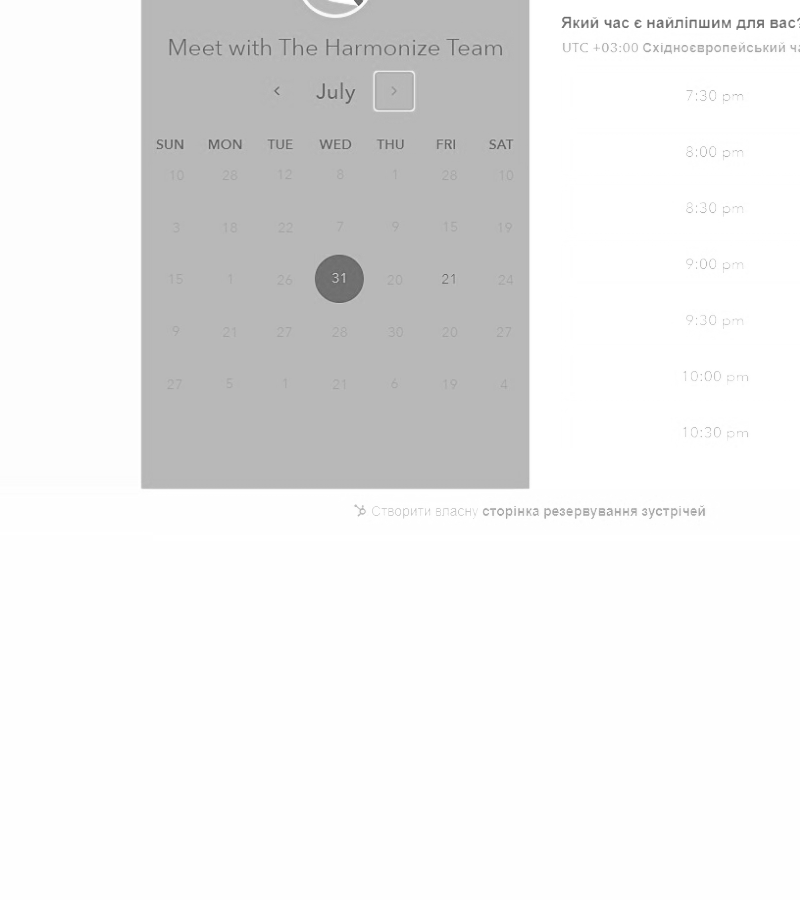 Meet with The Harmonize Team
July
SUN MON TUE WED THU FRI SAT
10 28 12 8 1 28 10
3 18 22 7 9 15 19
15 1 26 31 20 21 24
9 21 27 28 30 20 27
27 5 1 21 6 19 4
Який час є найліпшим для вас?
UTC +03:00 Східноєвропейський ча
7:30 pm
8:00 pm
8:30 pm
9:00 pm
9:30 pm
10:00 pm
10:30 pm
Створити власну сторінка резервування зустрічей